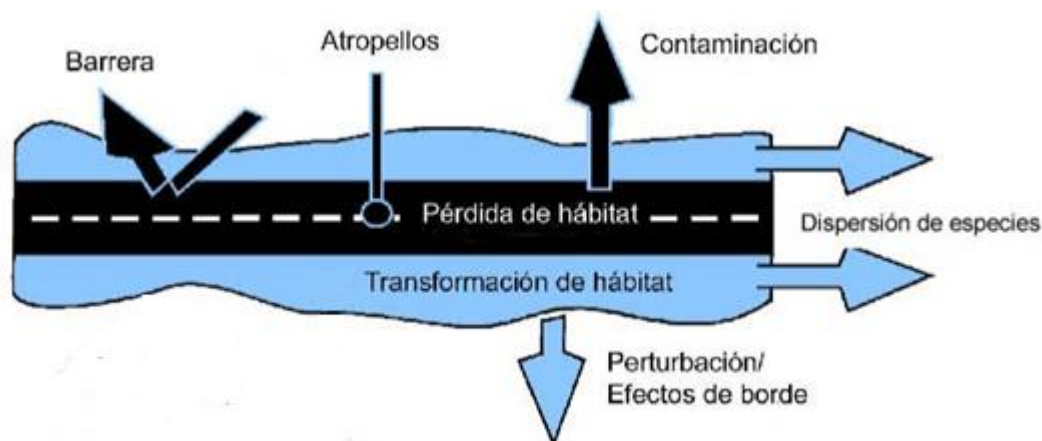 Barrera
Atropellos
Contaminación
Pérdida de hábitat
Dispersión de especies
Transformación de hábitat
Perturbación/
Efectos de borde